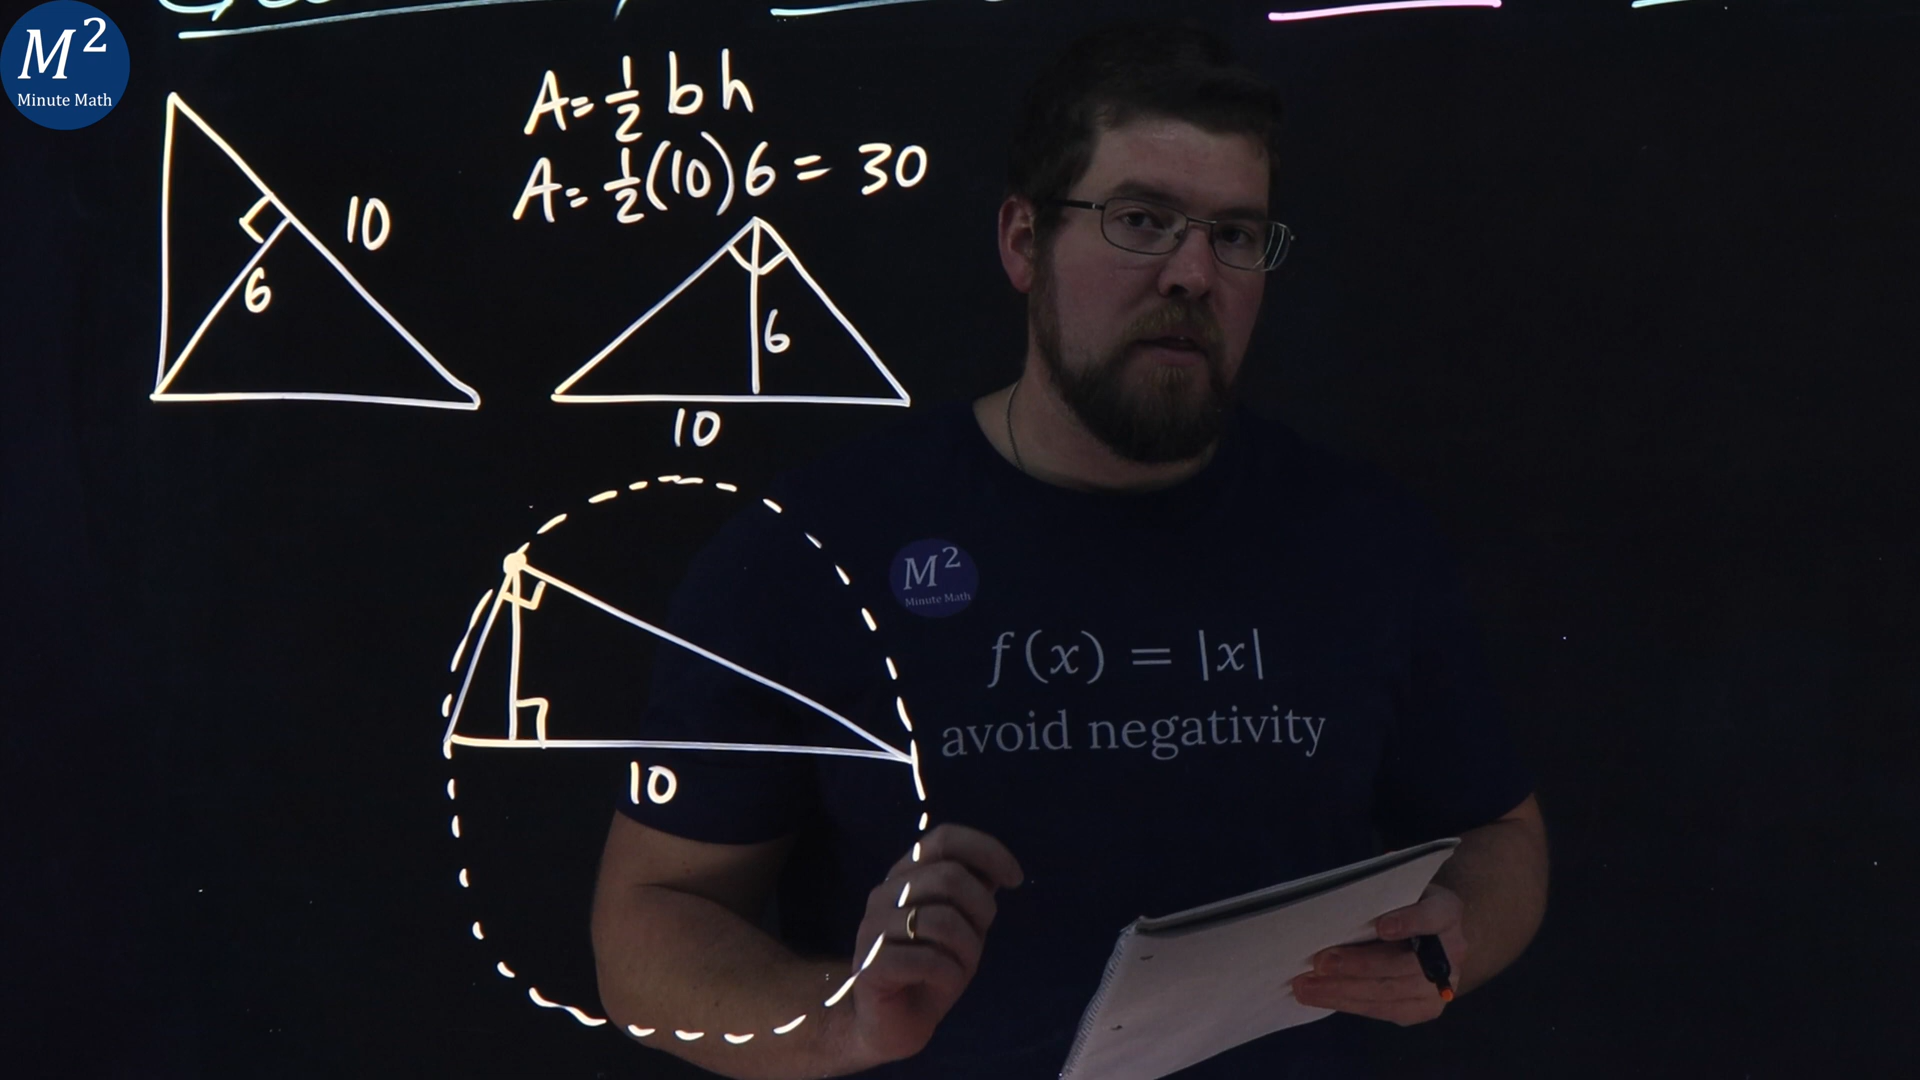 M²
Minute Math
A = ½ b h
A = ½(10)6 = 30
10
6
6
10
10
M²
Minute Math
f(x) = |x|
avoid negativity